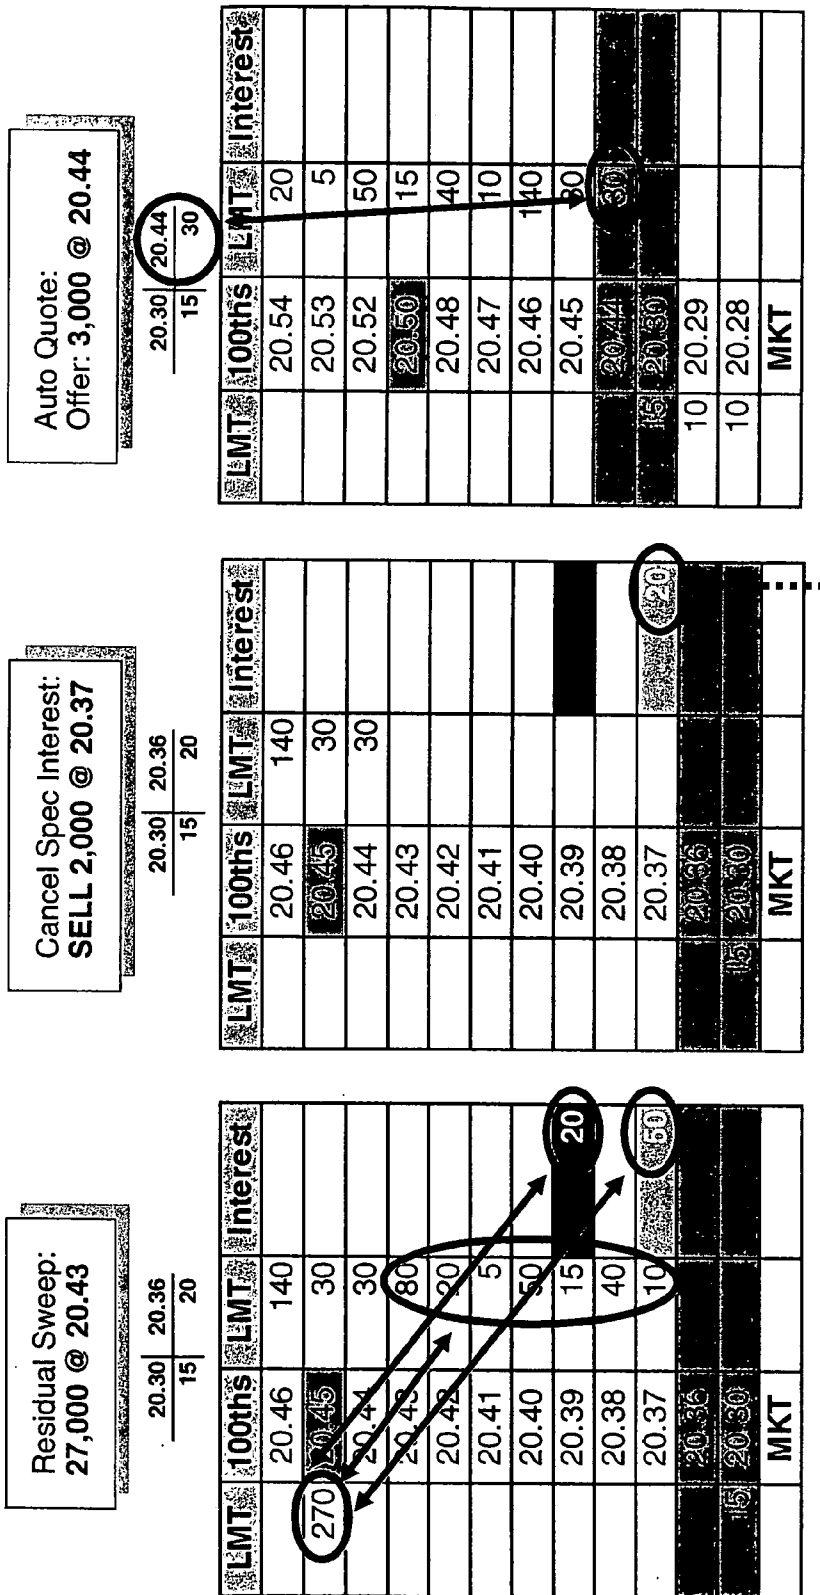 Residual Sweep:
27,000 @ 20.43
20.30 20.36
15 20
LMT 100ths LMT Interest
20.46 140
270 20.45 30
20.44 30
20.43 80
20.42 20
20.41 5
20.40 50
20.39 15 20
20.38 40
20.37 10 50
20.36
15 20.30
MKT
Cancel Spec Interest:
SELL 2,000 @ 20.37
20.30 20.36
15 20
LMT 100ths LMT Interest
20.46 140
20.45 30
20.44 30
20.43
20.42
20.41
20.40
20.39
20.38
20.37 20
20.36
15 20.30
MKT
Auto Quote:
Offer: 3,000 @ 20.44
20.30 20.44
15 30
LMT 100ths LMT Interest
20.54 20
20.53 5
20.52 50
20.50 15
20.48 40
20.47 10
20.46 140
20.45 30
20.44 30
15 20.30
10 20.29
10 20.28
MKT